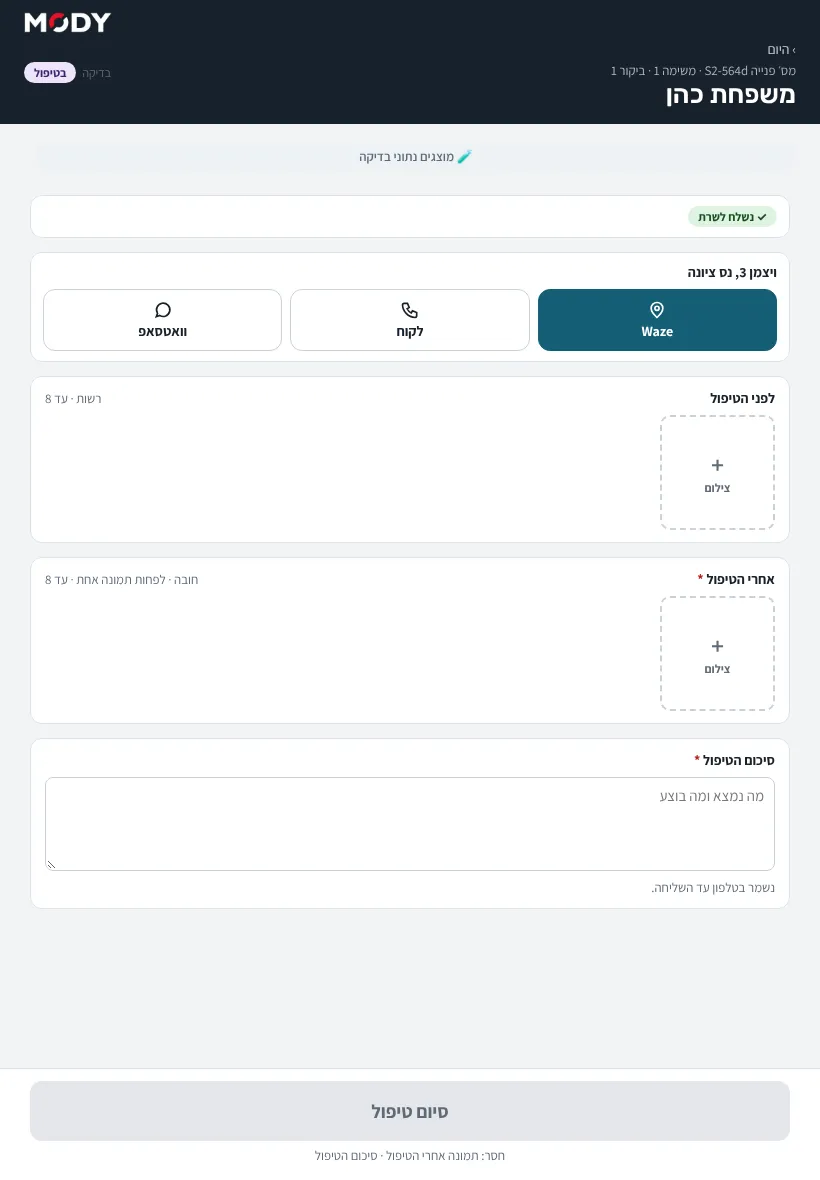 MODY
‹ היום
מס׳ פנייה S2-564d · משימה 1 · ביקור 1
בדיקה בטיפול
משפחת כהן
🧪 מוצגים נתוני בדיקה
✓ נשלח לשרת
ויצמן 3, נס ציונה
Waze
לקוח
וואטסאפ
לפני הטיפול
רשות · עד 8
+
צילום
אחרי הטיפול *
חובה · לפחות תמונה אחת · עד 8
+
צילום
סיכום הטיפול *
מה נמצא ומה בוצע
נשמר בטלפון עד השליחה.
סיום טיפול
חסר: תמונה אחרי הטיפול · סיכום הטיפול